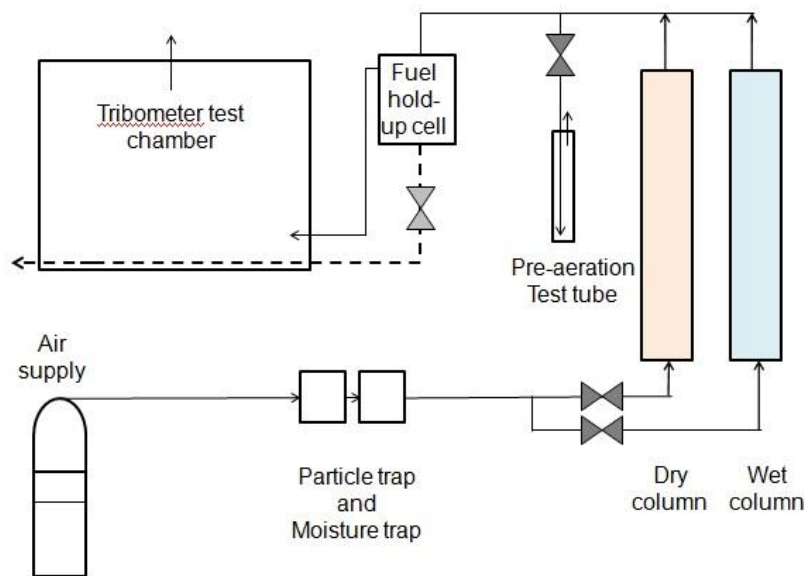 Tribometer test
chamber
Fuel
hold-
up cell
Pre-aeration
Test tube
Air
supply
Particle trap
and
Moisture trap
Dry
column
Wet
column